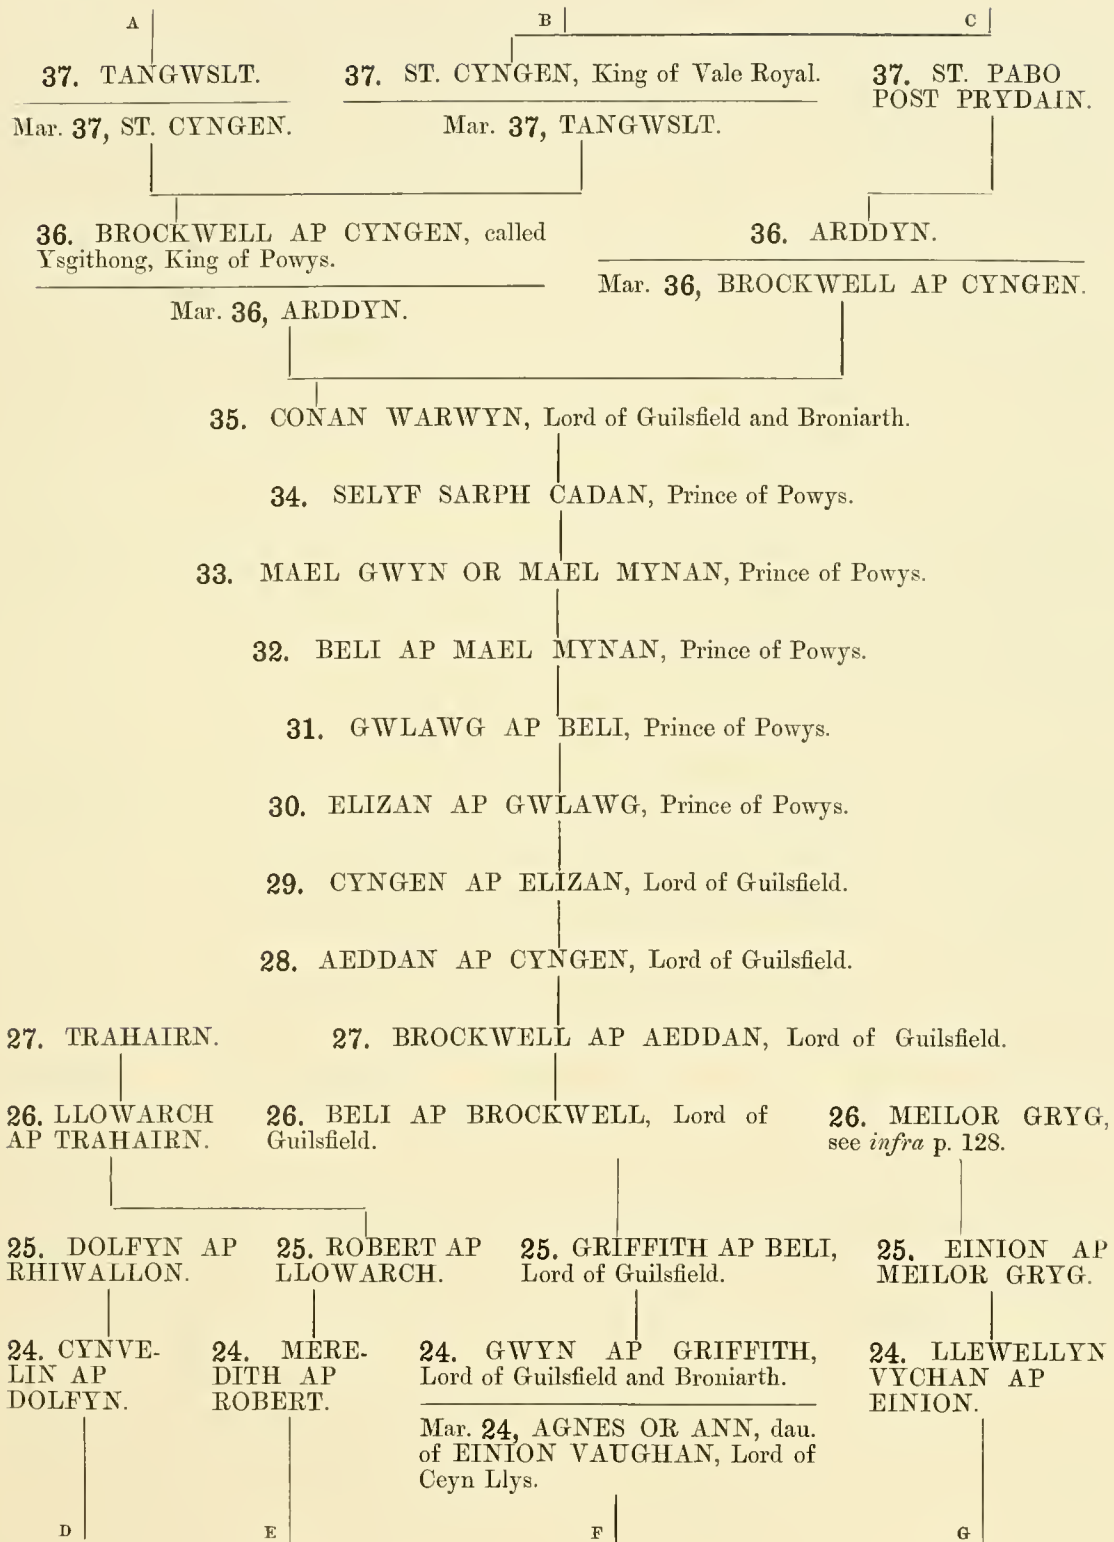 A B C
37. TANGWSLT. 37. ST. CYNGEN, King of Vale Royal. 37. ST. PABO
POST PRYDAIN.
Mar. 37, ST. CYNGEN. Mar. 37, TANGWSLT.
36. BROCKWELL AP CYNGEN, called
Ysgithong, King of Powys.
36. ARDDYN.
Mar. 36, ARDDYN.
Mar. 36, BROCKWELL AP CYNGEN.
35. CONAN WARWYN, Lord of Guilsfield and Broniarth.
34. SELYF SARPH CADAN, Prince of Powys.
33. MAEL GWYN OR MAEL MYNAN, Prince of Powys.
32. BELI AP MAEL MYNAN, Prince of Powys.
31. GWLAWG AP BELI, Prince of Powys.
30. ELIZAN AP GWLAWG, Prince of Powys.
29. CYNGEN AP ELIZAN, Lord of Guilsfield.
28. AEDDAN AP CYNGEN, Lord of Guilsfield.
27. TRAHAIRN. 27. BROCKWELL AP AEDDAN, Lord of Guilsfield.
26. LLOWARCH
AP TRAHAIRN.
26. BELI AP BROCKWELL, Lord of
Guilsfield.
26. MEILOR GRYG,
see infra p. 128.
25. DOLFYN AP
RHIWALLON.
25. ROBERT AP
LLOWARCH.
25. GRIFFITH AP BELI,
Lord of Guilsfield.
25. EINION AP
MEILOR GRYG.
24. CYNVE-
LIN AP
DOLFYN.
24. MERE-
DITH AP
ROBERT.
24. GWYN AP GRIFFITH,
Lord of Guilsfield and Broniarth.
Mar. 24, AGNES OR ANN, dau.
of EINION VAUGHAN, Lord of
Ceyn Llys.
24. LLEWELLYN
VYCHAN AP
EINION.
D E F G